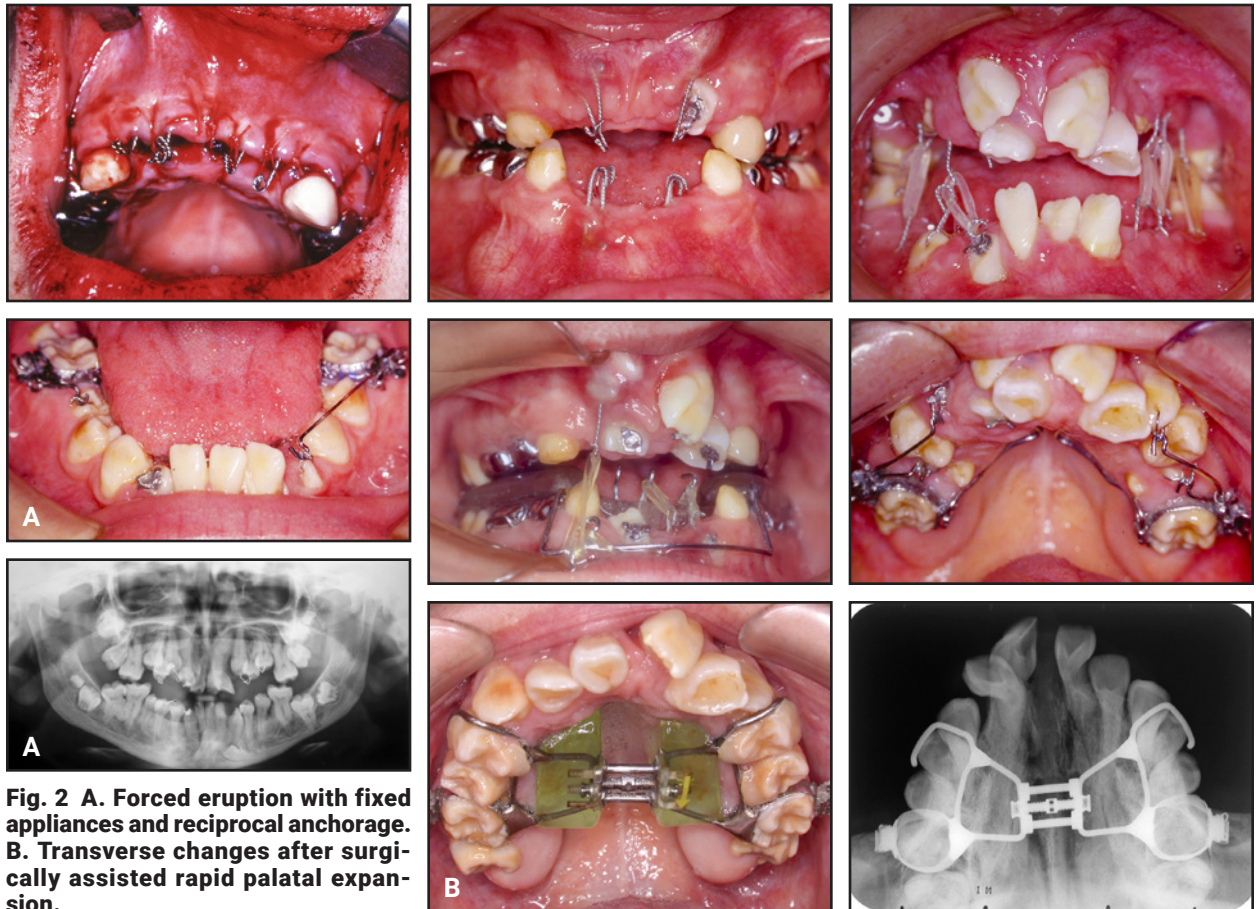 A
A
Fig. 2 A. Forced eruption with fixed
appliances and reciprocal anchorage.
B. Transverse changes after surgi-
cally assisted rapid palatal expan-
sion.
B